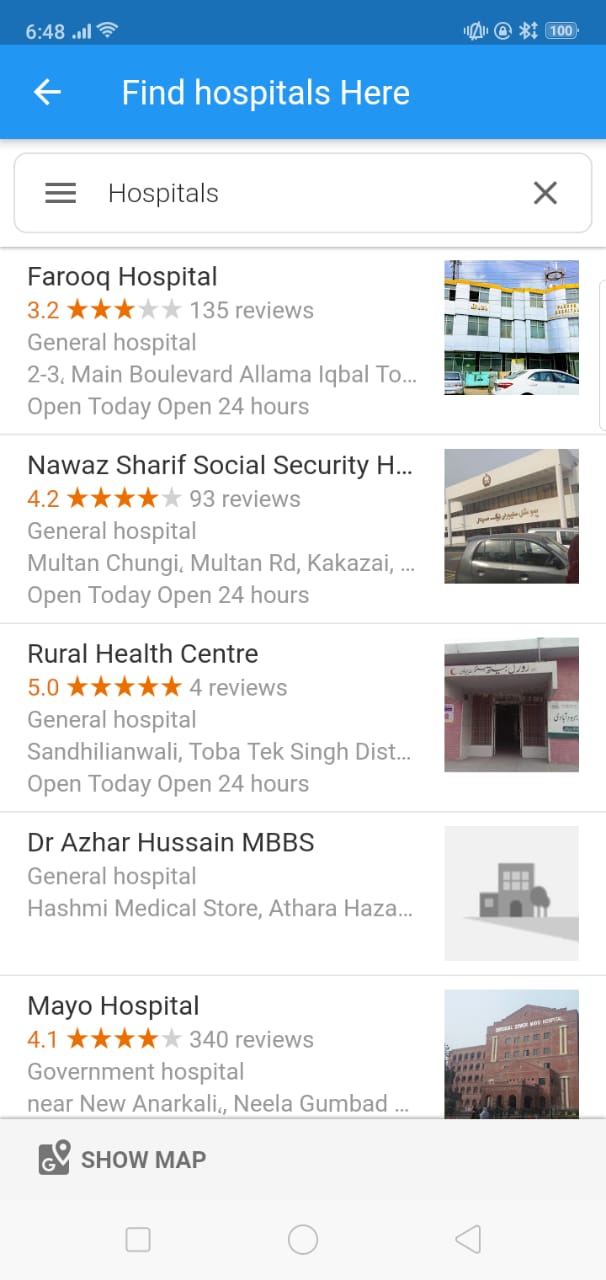 6:48
100
Find hospitals Here
Hospitals
Farooq Hospital
3.2
135 reviews
General hospital
2-3, Main Boulevard Allama Iqbal To...
Open Today Open 24 hours
Nawaz Sharif Social Security H...
4.2
93 reviews
General hospital
Multan Chungi, Multan Rd, Kakazai, ...
Open Today Open 24 hours
Rural Health Centre
5.0
4 reviews
General hospital
Sandhilianwali, Toba Tek Singh Dist...
Open Today Open 24 hours
Dr Azhar Hussain MBBS
General hospital
Hashmi Medical Store, Athara Haza...
Mayo Hospital
4.1
340 reviews
Government hospital
near New Anarkali,, Neela Gumbad ...
MAYO HOSPITAL
G
SHOW MAP